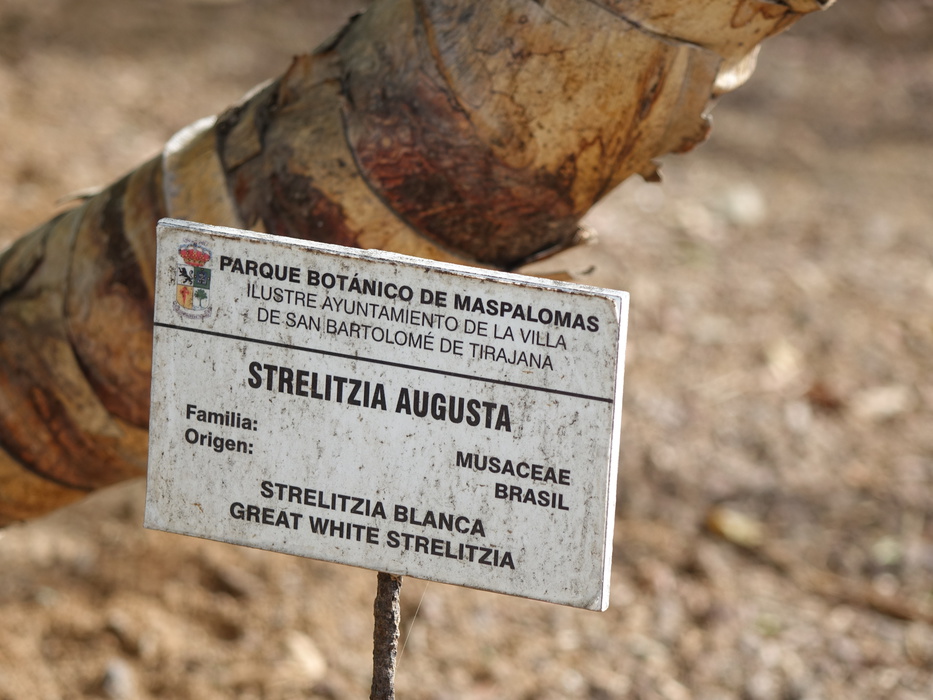 PARQUE BOTÁNICO DE MASPALOMAS
ILUSTRE AYUNTAMIENTO DE LA VILLA
DE SAN BARTOLOMÉ DE TIRAJANA
STRELITZIA AUGUSTA
Familia: MUSACEAE
Origen: BRASIL
STRELITZIA BLANCA
GREAT WHITE STRELITZIA